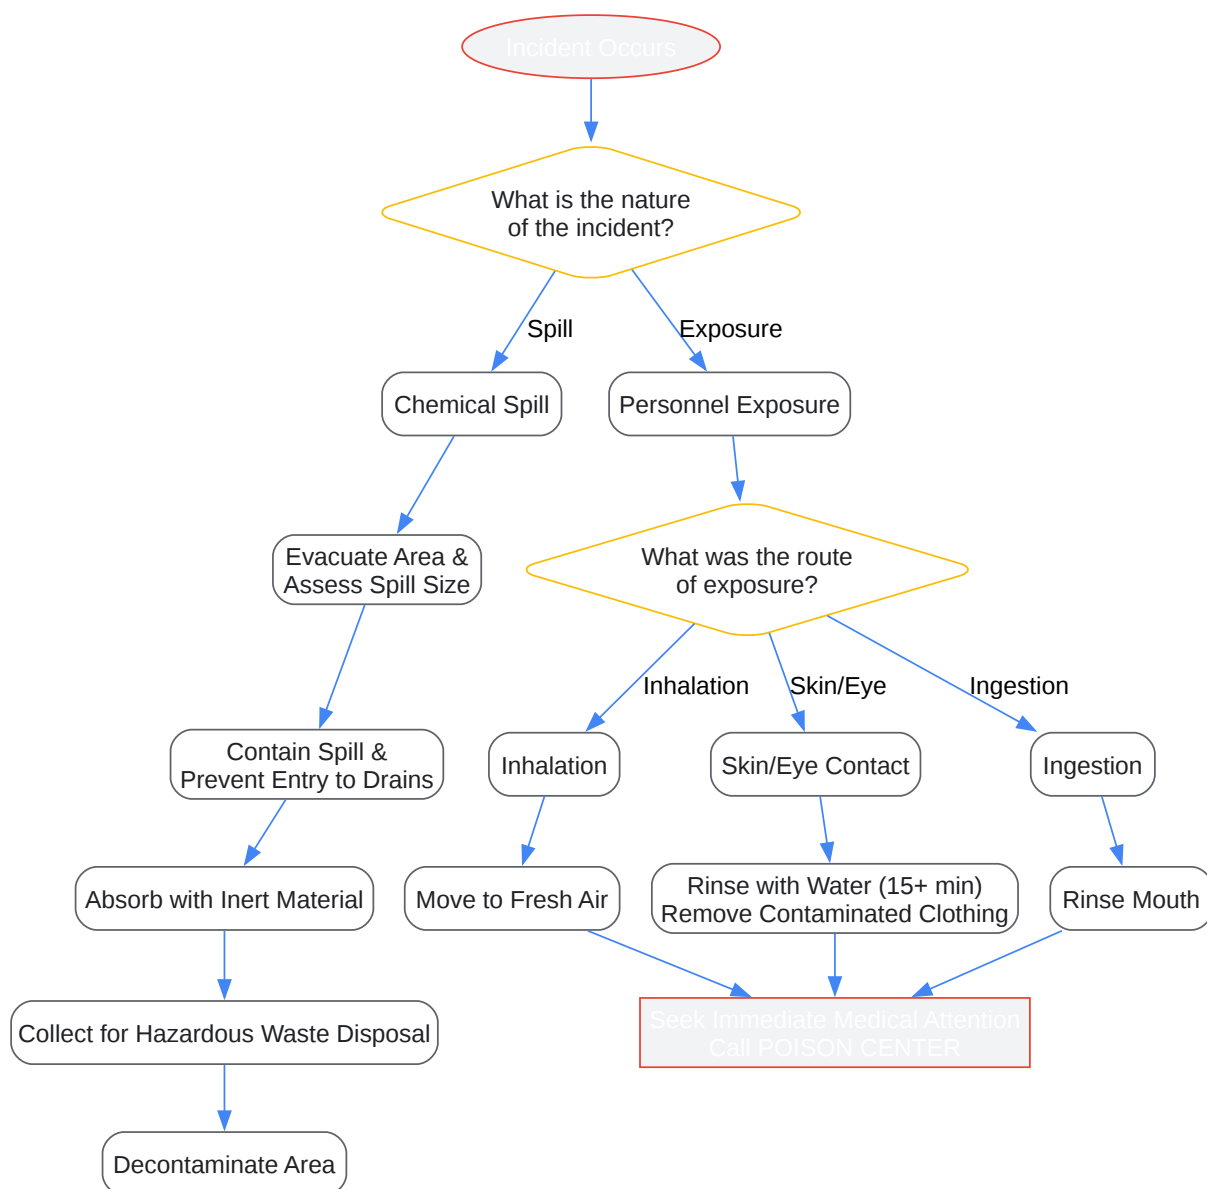 Incident Occurs
What is the nature
of the incident?
Spill
Exposure
Chemical Spill
Personnel Exposure
Evacuate Area &
Assess Spill Size
What was the route
of exposure?
Inhalation
Skin/Eye
Ingestion
Contain Spill &
Prevent Entry to Drains
Inhalation
Skin/Eye Contact
Ingestion
Absorb with Inert Material
Move to Fresh Air
Rinse with Water (15+ min)
Remove Contaminated Clothing
Rinse Mouth
Collect for Hazardous Waste Disposal
Seek Immediate Medical Attention
Call POISON CENTER
Decontaminate Area